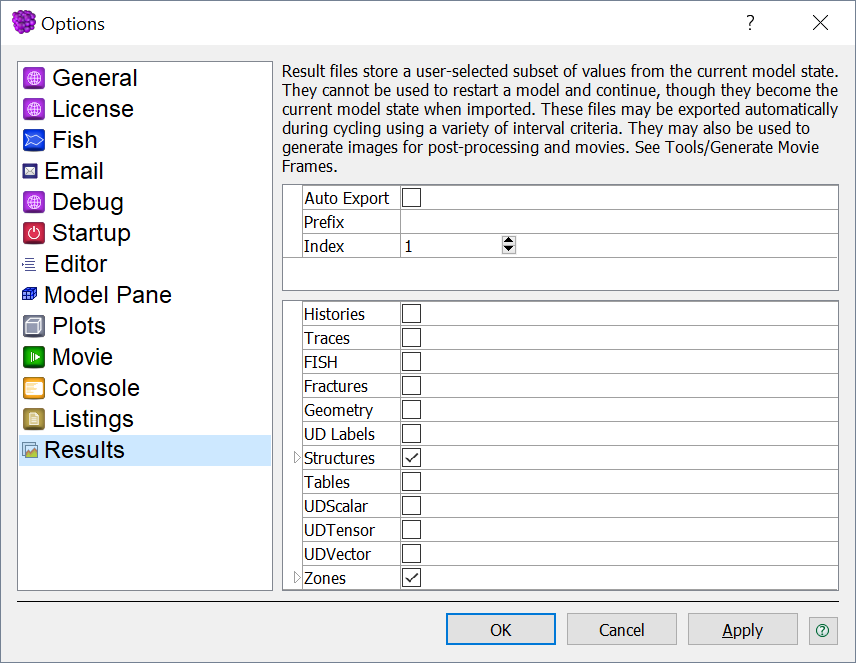 Options
?
General
License
Fish
Email
Debug
Startup
Editor
Model Pane
Plots
Movie
Console
Listings
Results
Result files store a user-selected subset of values from the current model state.
They cannot be used to restart a model and continue, though they become the
current model state when imported. These files may be exported automatically
during cycling using a variety of interval criteria. They may also be used to
generate images for post-processing and movies. See Tools/Generate Movie
Frames.
Auto Export
Prefix
Index 1
Histories
Traces
FISH
Fractures
Geometry
UD Labels
Structures
Tables
UDScalar
UDTensor
UDVector
Zones
OK Cancel Apply ?